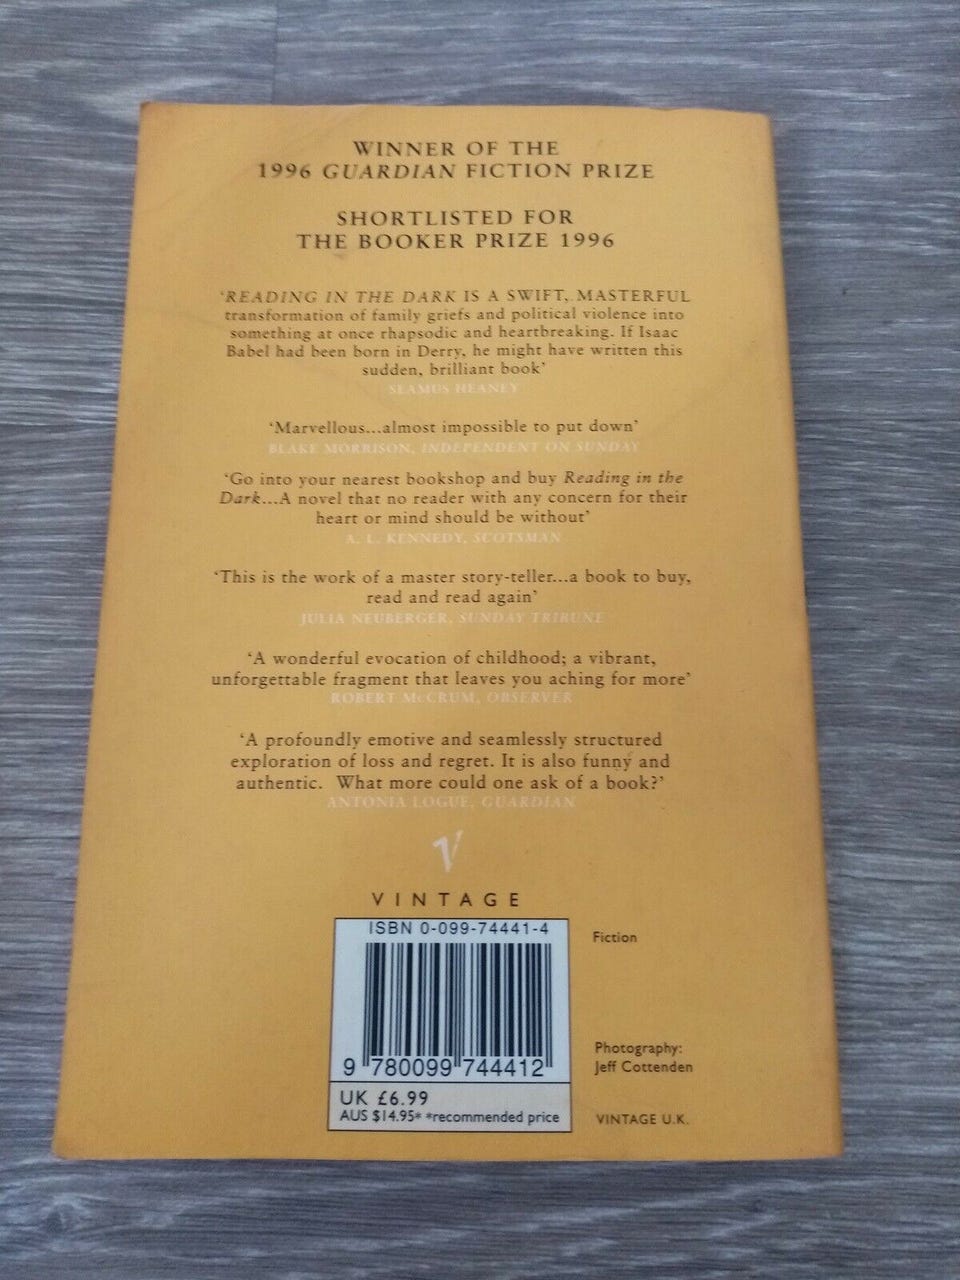 WINNER OF THE
1996 GUARDIAN FICTION PRIZE
SHORTLISTED FOR
THE BOOKER PRIZE 1996
‘READING IN THE DARK IS A SWIFT, MASTERFUL
transformation of family griefs and political violence into
something at once rhapsodic and heartbreaking. If Isaac
Babel had been born in Derry, he might have written this
sudden, brilliant book’
SEAMUS HEANEY
‘Marvellous...almost impossible to put down’
BLAKE MORRISON, INDEPENDENT ON SUNDAY
‘Go into your nearest bookshop and buy Reading in the
Dark...A novel that no reader with any concern for their
heart or mind should be without’
A. L. KENNEDY, SCOTSMAN
‘This is the work of a master story-teller...a book to buy,
read and read again’
JULIA NEUBERGER, SUNDAY TRIBUNE
‘A wonderful evocation of childhood; a vibrant,
unforgettable fragment that leaves you aching for more’
ROBERT McCRUM, OBSERVER
‘A profoundly emotive and seamlessly structured
exploration of loss and regret. It is also funny and
authentic. What more could one ask of a book?’
ANTONIA LOGUE, GUARDIAN
V
VINTAGE
ISBN 0-099-74441-4
9 780099 744412
UK £6.99
AUS $14.95* *recommended price
Fiction
Photography:
Jeff Cottenden
VINTAGE U.K.